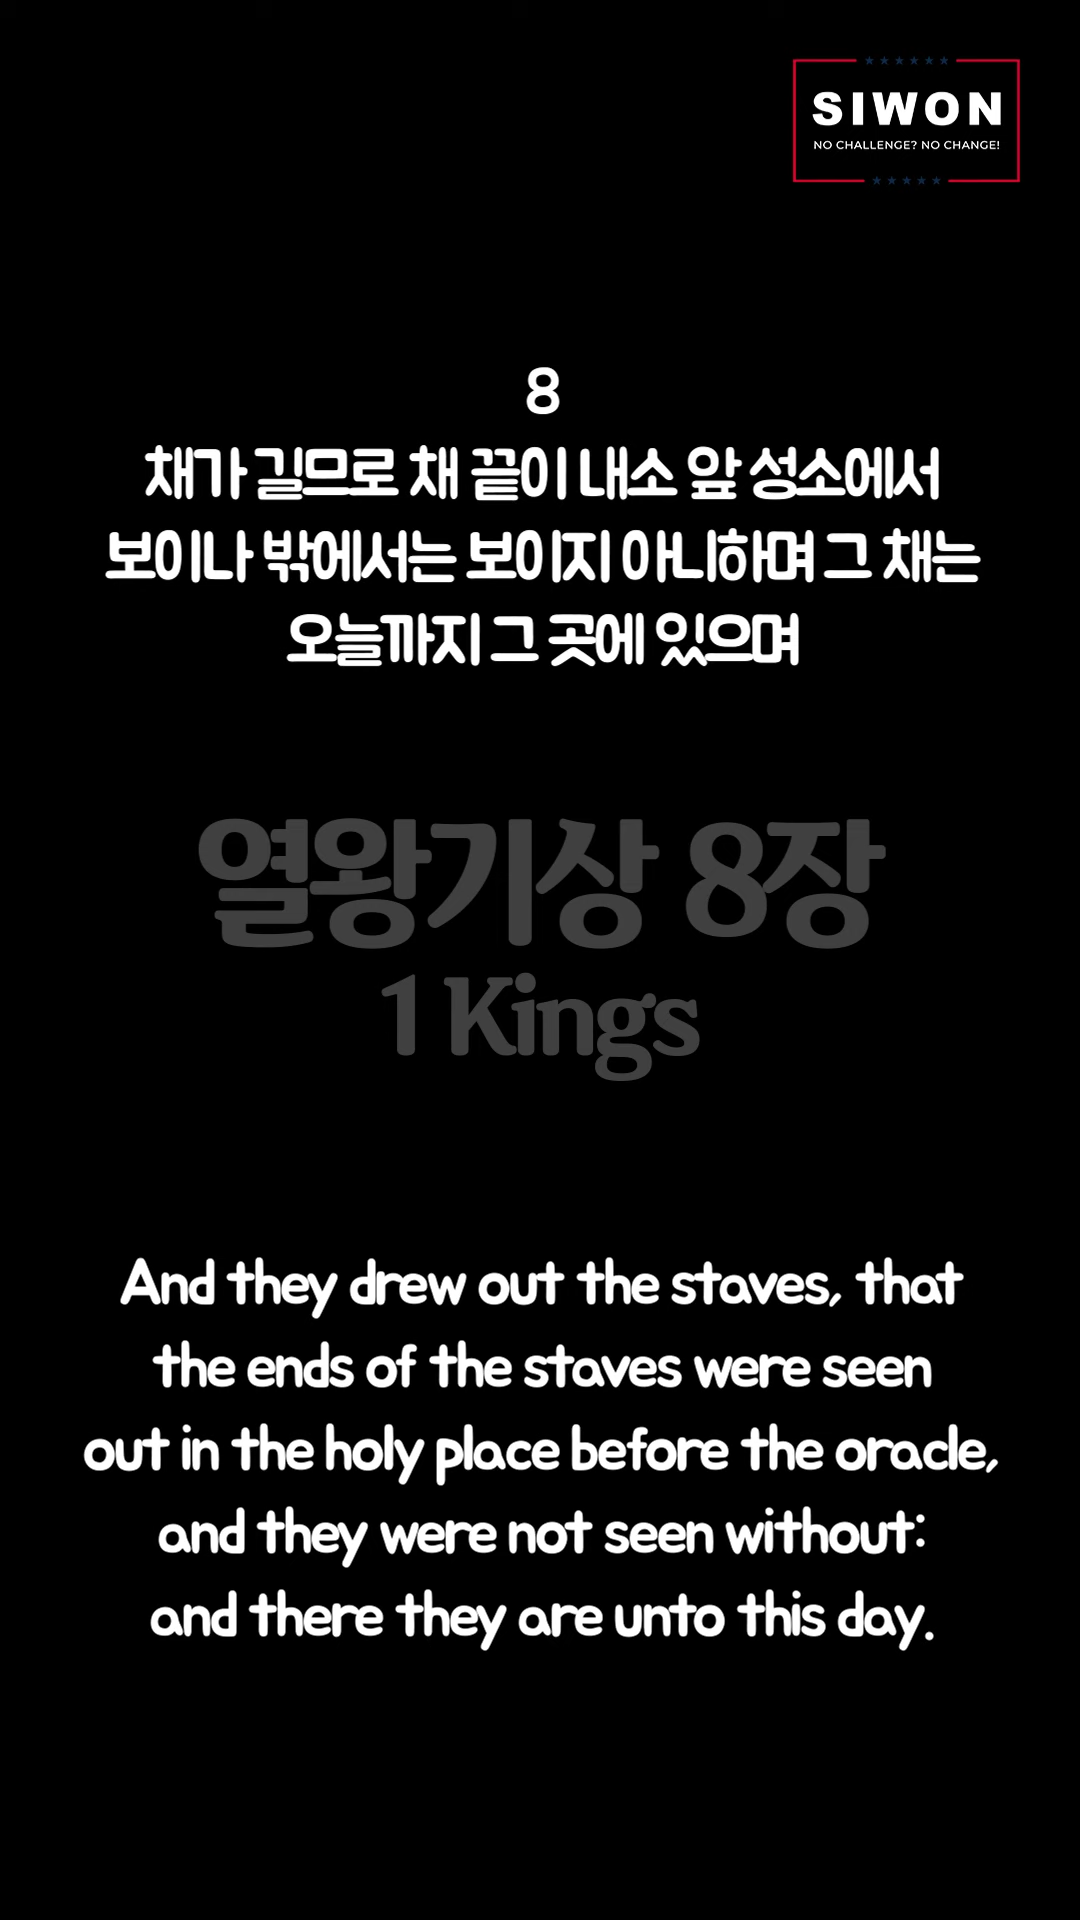 SIWON
NO CHALLENGE? NO CHANGE!
8
채가 길므로 채 끝이 내소 앞 성소에서
보이나 밖에서는 보이지 아니하며 그 채는
오늘까지 그 곳에 있으며
열왕기상 8장
1 Kings
And they drew out the staves, that
the ends of the staves were seen
out in the holy place before the oracle,
and they were not seen without:
and there they are unto this day.